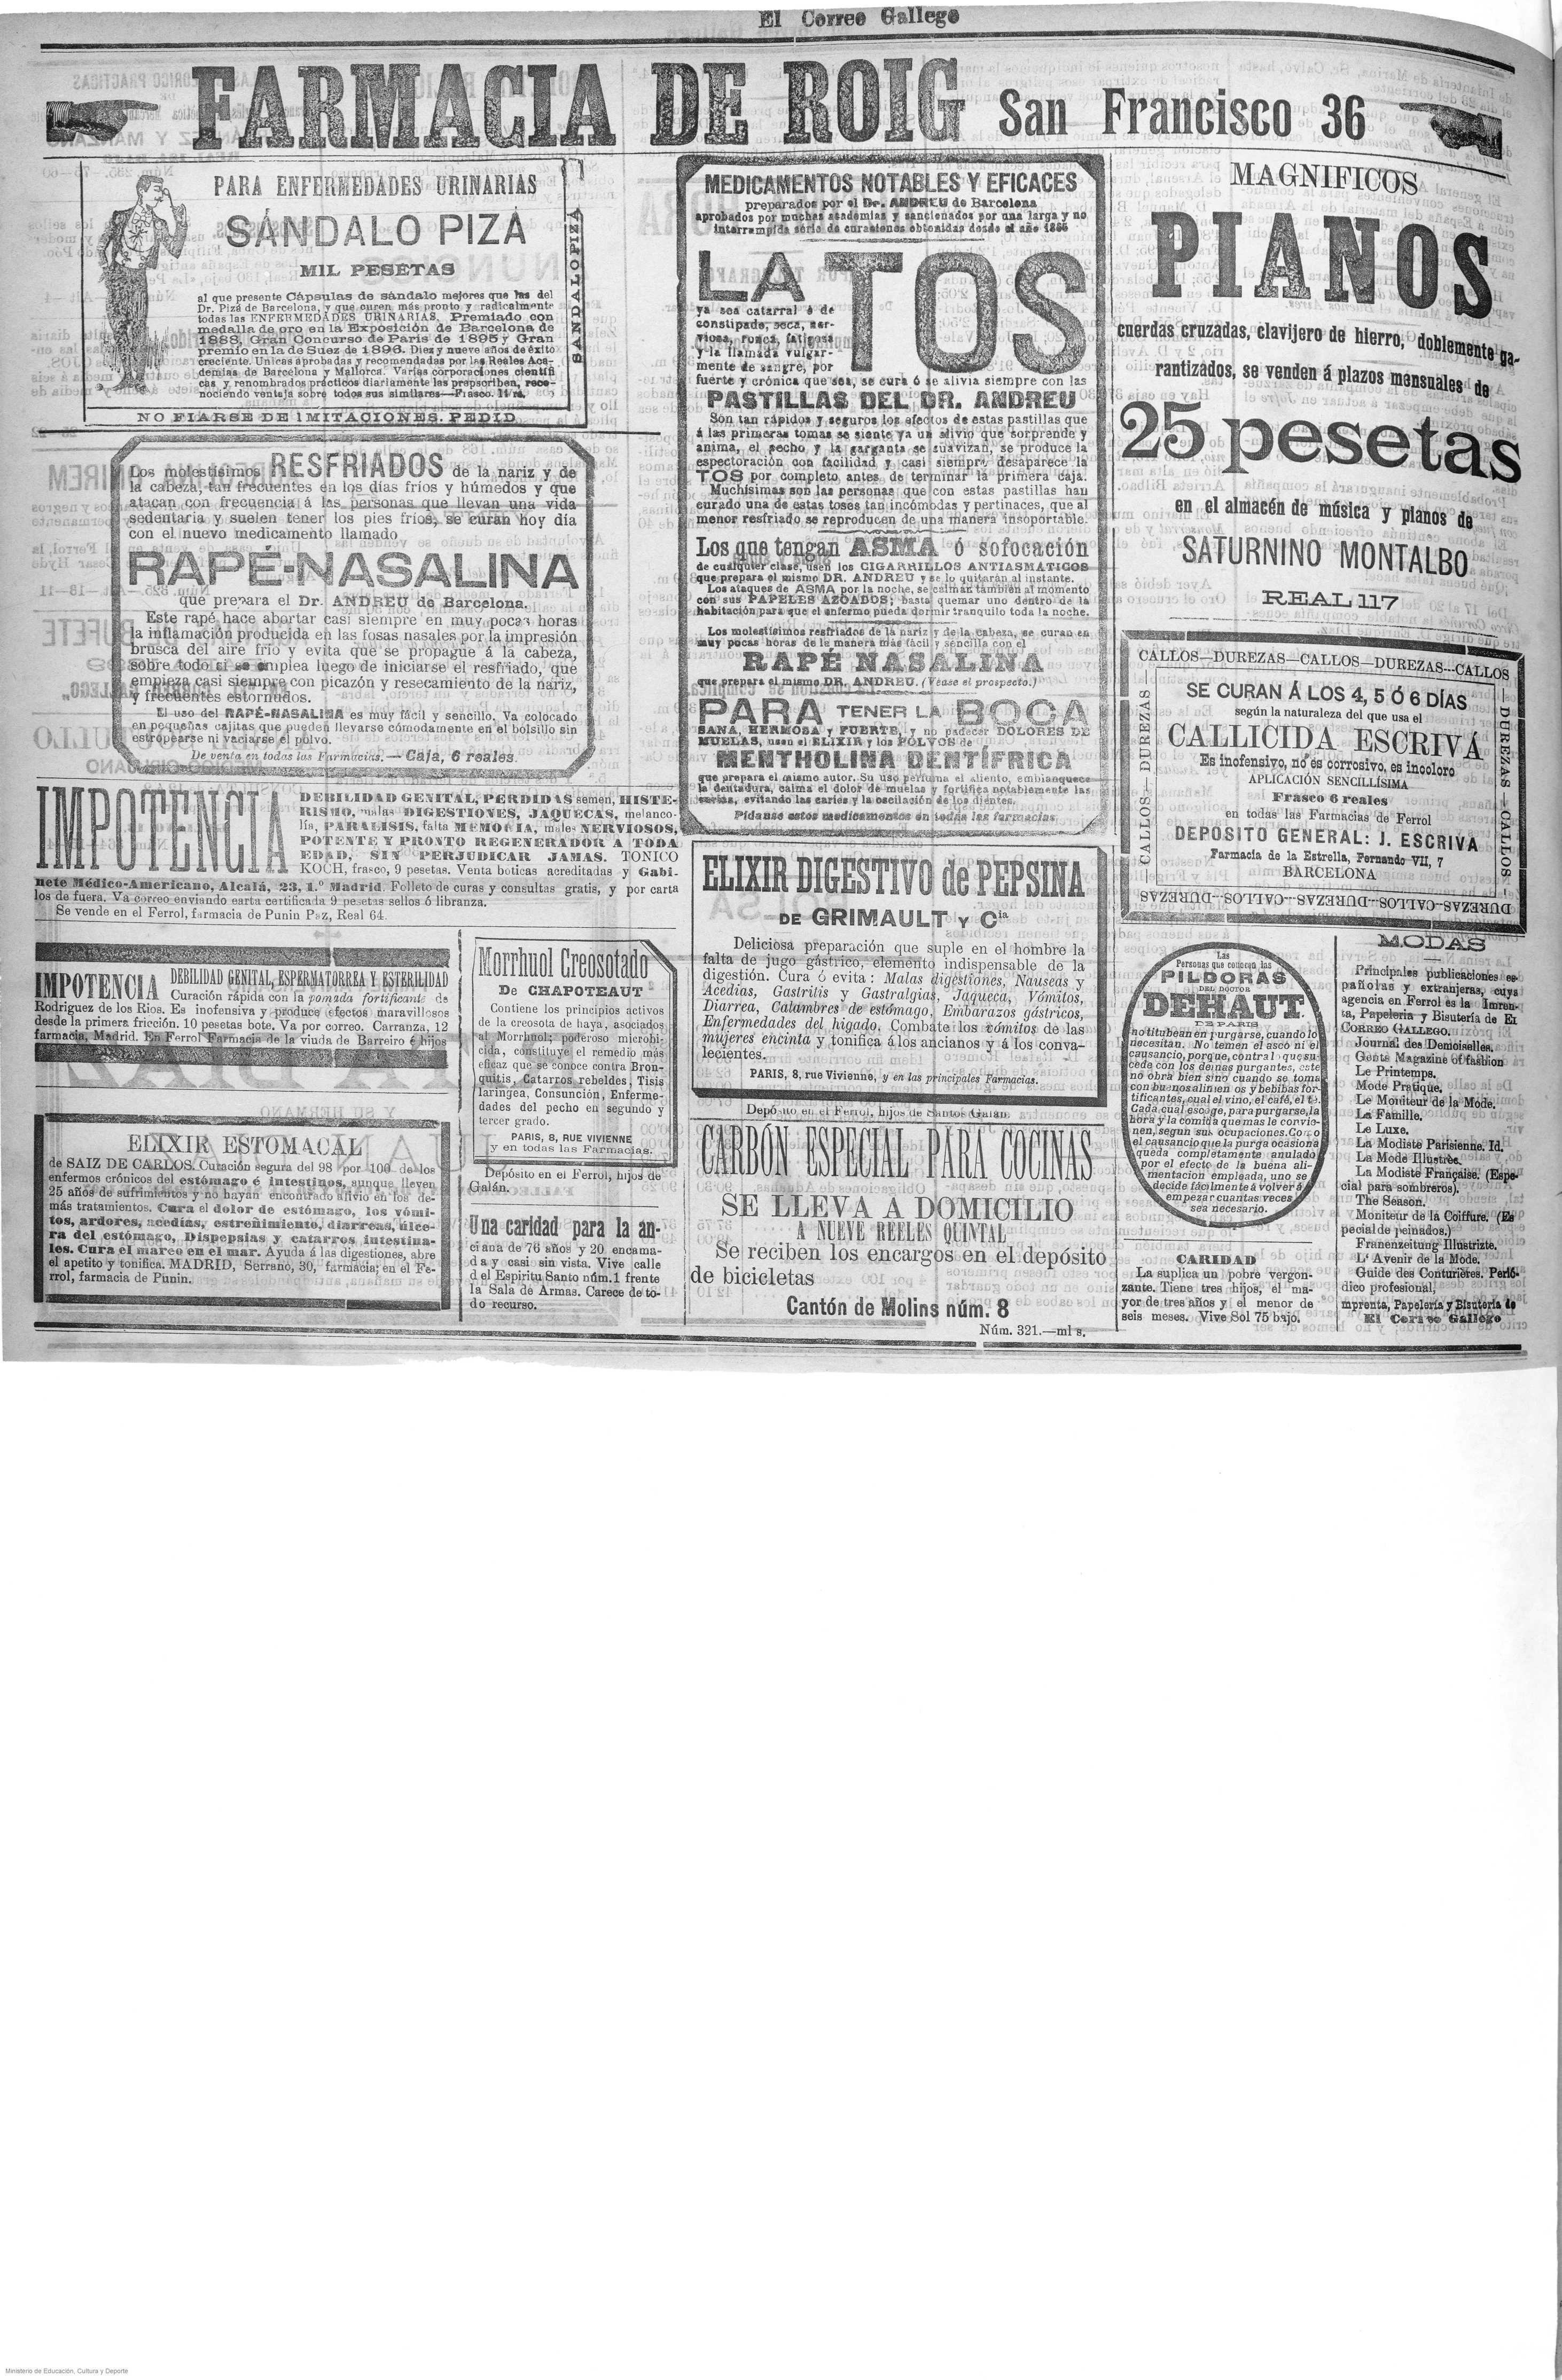 El Correo Gallego
FARMACIA DE ROIG San Francisco 36
PARA ENFERMEDADES URINARIAS
SÁNDALO PIZÁ
MIL PESETAS
al que presente Cápsulas de sándalo mejores que las del
Dr. Pizá de Barcelona, y que curen más pronto y radicalmente
todas las ENFERMEDADES URINARIAS. Premiado con
medalla de oro en la Exposición de Barcelona de
1888, Gran Concurso de París de 1895 y Gran
premio en la de Suez de 1896. Diez y nueve años de éxito
creciente. Unicas aprobadas y recomendadas por las Reales Aca-
demias de Barcelona y Mallorca. Varias corporaciones científi
cas y renombrados prácticos diariamente las prepscriben, reco-
nociendo ventaja sobre todos sus similares—Frasco. 14 rs.
NO FIARSE DE IMITACIONES. PEDID
SANDALO PIZÁ
Los molestísimos RESFRIADOS de la nariz y de
la cabeza, tan frecuentes en los días fríos y húmedos y que
atacan con frecuencia á las personas que llevan una vida
sedentaria y suelen tener los pies fríos, se curan hoy día
con el nuevo medicamento llamado
RAPÉ-NASALINA
que prepara el Dr. ANDREU de Barcelona.
Este rapé hace abortar casi siempre en muy pocas horas
la inflamación producida en las fosas nasales por la impresión
brusca del aire frío y evita que se propague á la cabeza,
sobre todo si se emplea luego de iniciarse el resfriado, que
empieza casi siempre con picazón y resecamiento de la nariz,
y frecuentes estornudos.
El uso del RAPÉ-NASALINA es muy fácil y sencillo. Va colocado
en pequeñas cajitas que pueden llevarse cómodamente en el bolsillo sin
estropearse ni vaciarse el polvo.
De venta en todas las Farmacias. — Caja, 6 reales.
IMPOTENCIA
DEBILIDAD GENITAL, PERDIDAS semen, HISTE-
RISMO, malas DIGESTIONES, JAQUECAS, melanco-
lía, PARALISIS, falta MEMORIA, males NERVIOSOS,
POTENTE Y PRONTO REGENERADOR A TODA
EDAD, SIN PERJUDICAR JAMAS. TONICO
KOCH, frasco, 9 pesetas. Venta boticas acreditadas y Gabi-
nete Médico-Americano, Alcalá, 23, 1.º Madrid. Folleto de curas y consultas gratis, y por carta
los de fuera. Va correo enviando earta certificada 9 pesetas sellos ó libranza.
Se vende en el Ferrol, farmacia de Punin Paz, Real 64.
IMPOTENCIA DEBILIDAD GENITAL, ESPERMATORREA Y ESTERILIDAD
Curación rápida con la pomada fortificante de
Rodriguez de los Rios. Es inofensiva y produce efectos maravillosos
desde la primera fricción. 10 pesetas bote. Va por correo. Carranza, 12
farmacia, Madrid. En Ferrol Farmacia de la viuda de Barreiro é hijos
ELIXIR ESTOMACAL
de SAIZ DE CARLOS. Curación segura del 98 por 100 de los
enfermos crónicos del estómago é intestinos, aunque lleven
25 años de sufrimientos y no hayan encontrado alivio en los de-
más tratamientos. Cura el dolor de estómago, los vómi-
tos, ardores, acedías, estreñimiento, diarreas, úlce-
ra del estómago, Dispepsias y catarros intestina-
les. Cura el mareo en el mar. Ayuda á las digestiones, abre
el apetito y tonifica. MADRID, Serrano, 30, farmacia; en el Fe-
rrol, farmacia de Punin.
Morrhuol Creosotado
De CHAPOTEAUT
Contiene los principios activos
de la creosota de haya, asociados
al Morrhuol; poderoso microbi-
cida, constituye el remedio más
eficaz que se conoce contra Bron-
quitis, Catarros rebeldes, Tisis
laríngea, Consunción, Enferme-
dades del pecho en segundo y
tercer grado.
PARIS, 8, RUE VIVIENNE
y en todas las Farmacias.
Depósito en el Ferrol, hijos de
Galán.
Una caridad para la an-
ciana de 76 años y 20 encama-
da y casi sin vista. Vive calle
del Espiritu Santo núm. 1 frente
la Sala de Armas. Carece de to-
do recurso.
MEDICAMENTOS NOTABLES Y EFICACES
preparados por el Dr. ANDREU de Barcelona
aprobados por muchas academias y sancionados por una larga y no
interrumpida série de curaciones obtenidas desde el año 1866
LA TOS
ya sea catarral ó de
constipado, seca, ner-
viosa, ronca, fatigosa
y la llamada vulgar-
mente de sangre, por
fuerte y crónica que sea, se cura ó se alivia siempre con las
PASTILLAS DEL DR. ANDREU
Son tan rápidos y seguros los efectos de estas pastillas que
á las primeras tomas se siente ya un alivio que sorprende y
anima, el pecho y la garganta se suavizan, se produce la
espectoración con facilidad y casi siempre desaparece la
TOS por completo antes de terminar la primera caja.
Muchísimas son las personas que con estas pastillas han
curado una de estas toses tan incómodas y pertinaces, que al
menor resfriado se reproducen de una manera insoportable.
Los que tengan ASMA ó sofocación
de cualquier clase, usen los CIGARRILLOS ANTIASMATICOS
que prepara el mismo DR. ANDREU y se lo quitarán al instante.
Los ataques de ASMA por la noche, se calman también al momento
con sus PAPELES AZOADOS; basta quemar uno dentro de la
habitación para que el enfermo pueda dormir tranquilo toda la noche.
Los molestísimos resfriados de la nariz y de la cabeza, se curan en
muy pocas horas de le manera más fácil y sencilla con el
RAPÉ NASALINA
que prepara el mismo DR. ANDREU. (Véase el prospecto.)
PARA TENER LA BOCA
SANA, HERMOSA y FUERTE, y no padecer DOLORES DE
MUELAS, usen el ELIXIR y los POLVOS de
MENTHOLINA DENTÍFRICA
que prepara el mismo autor. Su uso perfuma el aliento, emblanquece
la dentadura, calma el dolor de muelas y fortifica notablemente las
encías, evitando las caries y la oscilación de los dientes.
Pídanse estos medicamentos en todas las farmacias.
ELIXIR DIGESTIVO de PEPSINA
DE GRIMAULT y Cia
Deliciosa preparación que suple en el hombre la
falta de jugo gástrico, elemento indispensable de la
digestión. Cura ó evita: Malas digestiones, Nauseas y
Acedias, Gastritis y Gastralgias, Jaqueca, Vómitos,
Diarrea, Calambres de estómago, Embarazos gástricos,
Enfermedades del hígado. Combate los vómitos de las
mujeres encinta y tonifica á los ancianos y á los conva-
lecientes.
PARIS, 8, rue Vivienne, y en las principales Farmacias.
Depósito en el Ferrol, hijos de Santos Galán.
CARBÓN ESPECIAL PARA COCINAS
SE LLEVA A DOMICILIO
A NUEVE REELES QUINTAL
Se reciben los encargos en el depósito
de bicicletas
Cantón de Molins núm. 8
Núm. 321.—ml s.
MAGNIFICOS
PIANOS
cuerdas cruzadas, clavijero de hierro, doblemente ga-
rantizados, se venden á plazos mensuales de
25 pesetas
en el almacén de música y pianos de
SATURNINO MONTALBO
REAL 117
CALLOS—DUREZAS—CALLOS—DUREZAS---CALLOS
SE CURAN Á LOS 4, 5 Ó 6 DÍAS
según la naturaleza del que usa el
CALLICIDA ESCRIVÁ
Es inofensivo, no es corrosivo, es incoloro
APLICACIÓN SENCILLÍSIMA
Frasco 6 reales
en todas las Farmacias de Ferrol
DEPOSITO GENERAL: J. ESCRIVA
Farmacia de la Estrella, Fernando VII, 7
BARCELONA
CALLOS—DUREZAS
DUREZAS—CALLOS
DUREZAS--CALLOS--DUREZAS--CALLOS--DUREZAS
Las
Personas que conocen las
PILDORAS
DEL DOCTOR
DEHAUT
DE PARIS
no titubean en purgarse, cuando lo
necesitan. No temen el asco ni el
causancio, porque, contra lo que su-
cede con los demas purgantes, este
no obra bien sino cuando se toma
con buenos alimentos y bebidas for-
tificantes, cual el vino, el café, el té.
Cada cual escoge, para purgarse, la
hora y la comida que mas le convie-
nen, segun sus ocupaciones. Como
el causancio que la purga ocasiona
queda completamente anulado
por el efecto de la buena ali-
mentacion empleada, uno se
decide fácilmente á volver á
empezar cuantas veces
sea necesario.
CARIDAD
La suplica un pobre vergon-
zante. Tiene tres hijos, el ma-
yor de tres años y el menor de
seis meses. Vive Sol 75 bajo.
MODAS
Principales publicaciones es-
pañolas y extranjeras, cuya
agencia en Ferrol es la Imren-
ta, Papeleria y Bisutería de El
CORREO GALLEGO.
Journal des Demoiselles.
Gents Magazine of fashion
Le Printemps.
Mode Pratique.
Le Moniteur de la Mode.
La Famille.
Le Luxe.
La Modiste Parisienne. Id.
La Mode Illustrée.
La Modiste Française. (Espe-
cial para sombreros).
The Season.
Moniteur de la Coiffure. (Es
pecial de peinados.)
Franenzeitung Illustrizte.
L' Avenir de la Mode.
Guide des Conturières. Perió-
dico profesional,
mprenta, Papelería y Bisutería de
El Correo Gallego
Ministerio de Educación, Cultura y Deporte